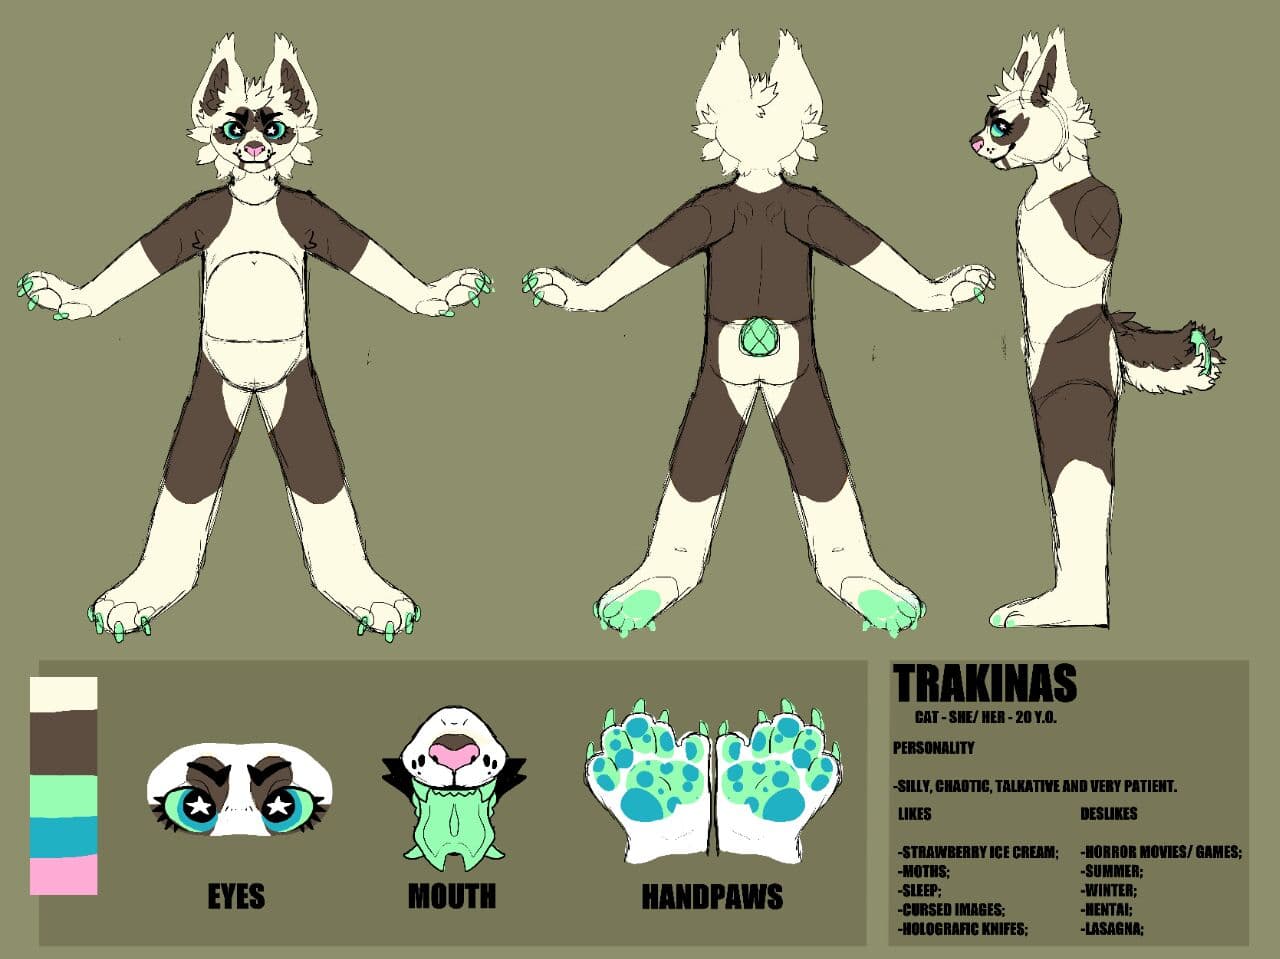 TRAKINAS
CAT - SHE/ HER - 20 Y.O.
PERSONALITY
-SILLY, CHAOTIC, TALKATIVE AND VERY PATIENT.
LIKES
-STRAWBERRY ICE CREAM;
-MOTHS;
-SLEEP;
-CURSED IMAGES;
-HOLOGRAFIC KNIFES;
DESLIKES
-HORROR MOVIES/ GAMES;
-SUMMER;
-WINTER;
-HENTAI;
-LASAGNA;
EYES
MOUTH
HANDPAWS